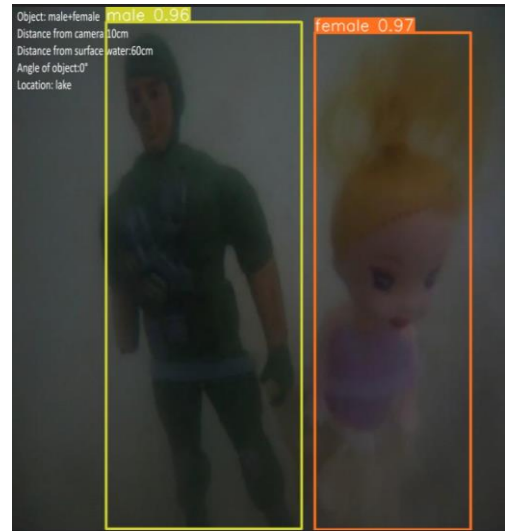 Object: male+female
Distance from camera 10cm
Distance from surface water:60cm
Angle of object:0°
Location: lake
male 0.96
female 0.97